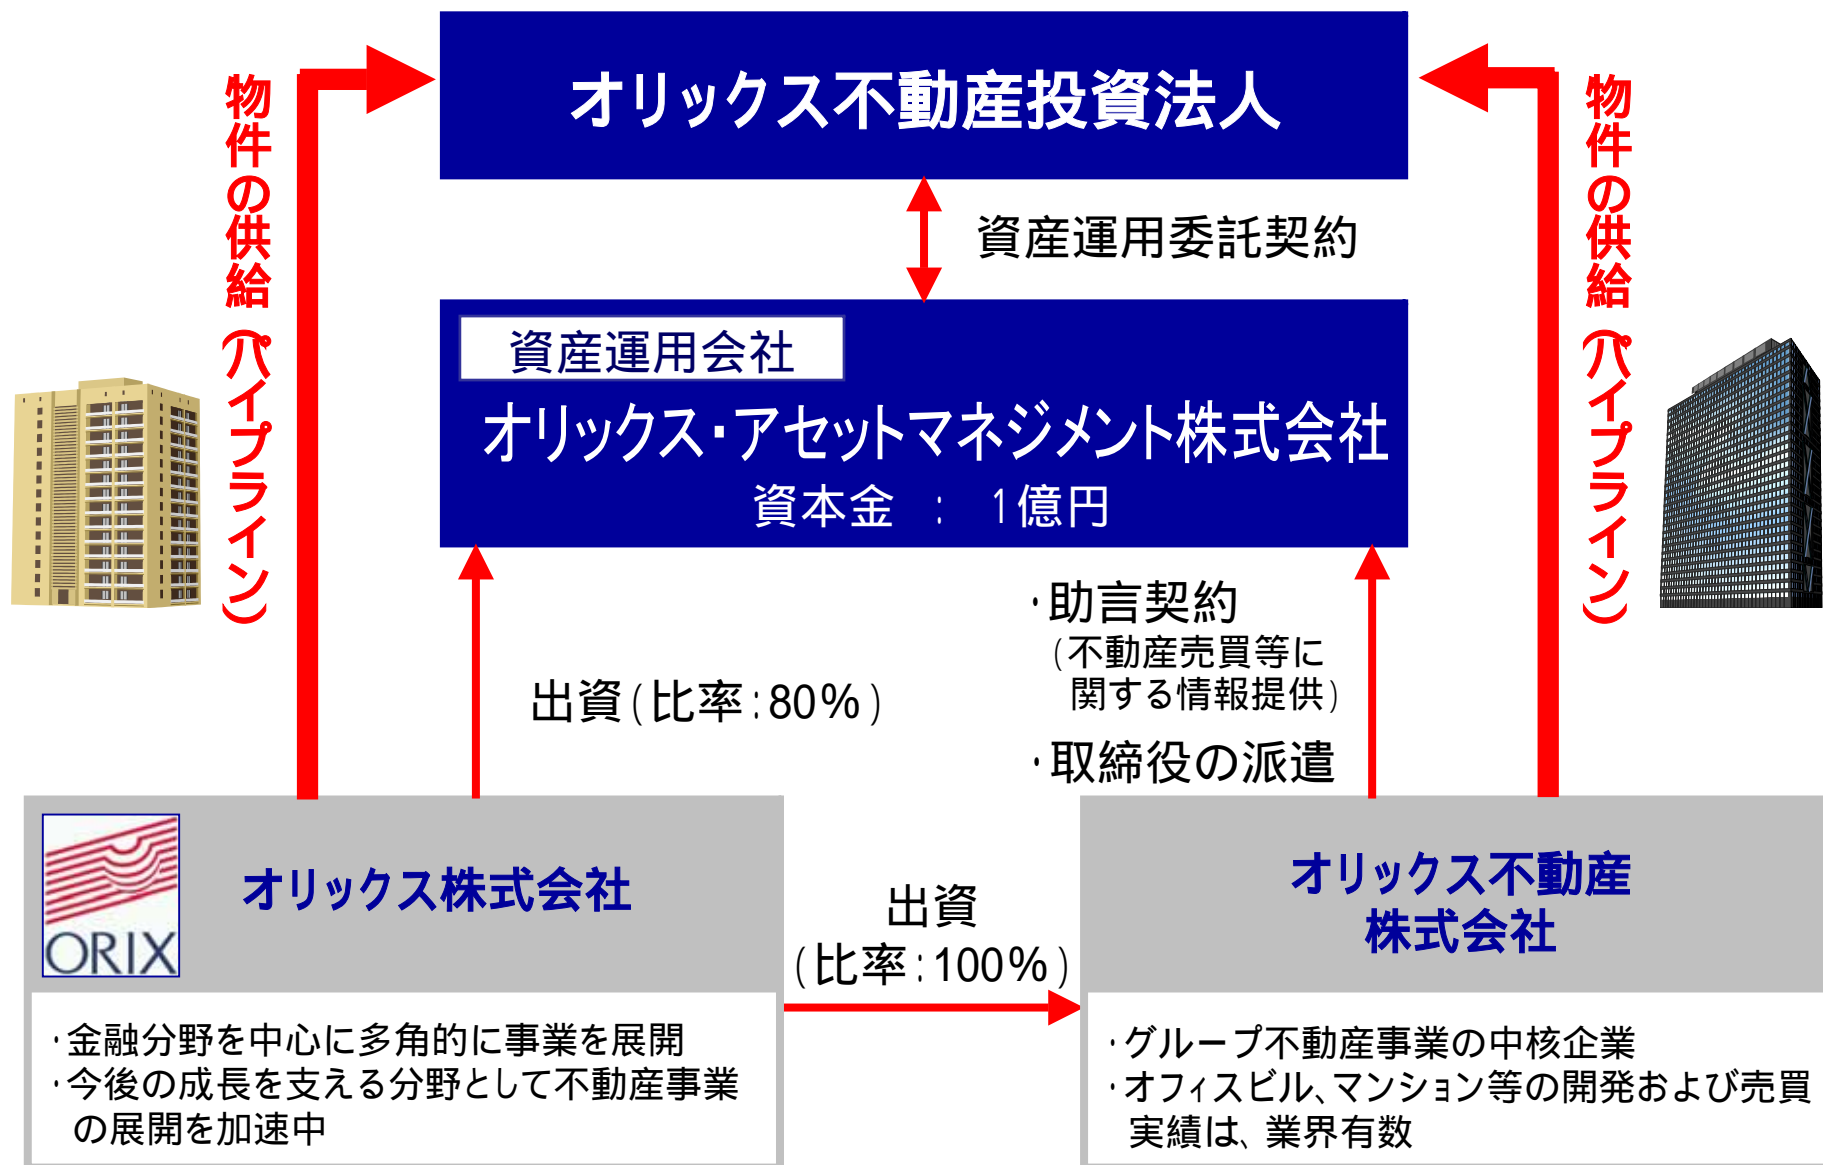 オリックス不動産投資法人
物件の供給(パイプライン)
物件の供給(パイプライン)
資産運用委託契約
資産運用会社
オリックス・アセットマネジメント株式会社
資本金 : 1億円
・助言契約
(不動産売買等に
関する情報提供)
出資(比率:80%)
・取締役の派遣
ORIX
オリックス株式会社
出資
(比率:100%)
オリックス不動産
株式会社
・金融分野を中心に多角的に事業を展開
・今後の成長を支える分野として不動産事業
の展開を加速中
・グループ不動産事業の中核企業
・オフィスビル、マンション等の開発および売買
実績は、業界有数